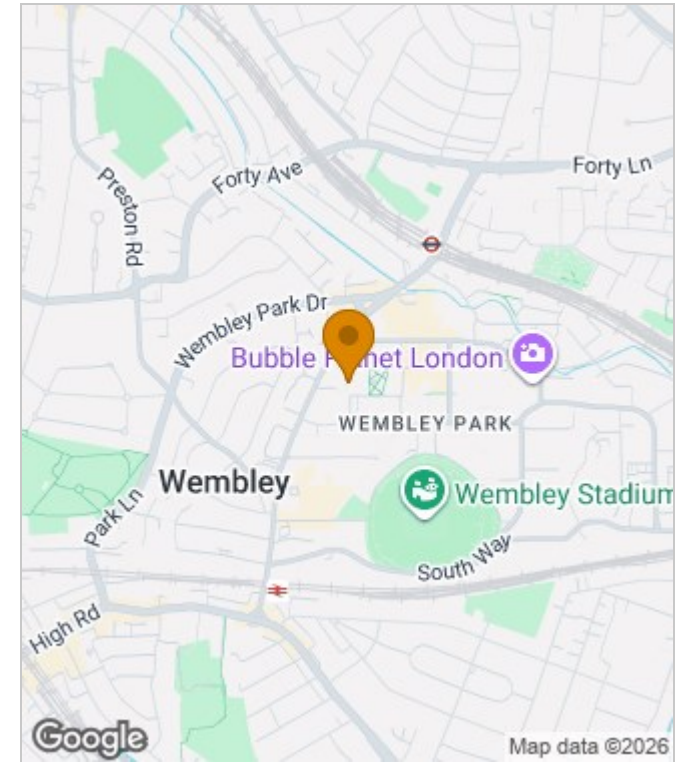 Forty Ave
Forty Ln
Preston Rd
Wembley Park Dr
Bubble Planet London
WEMBLEY PARK
Wembley
Wembley Stadium
Park Ln
South Way
High Rd
Google
Map data ©2026